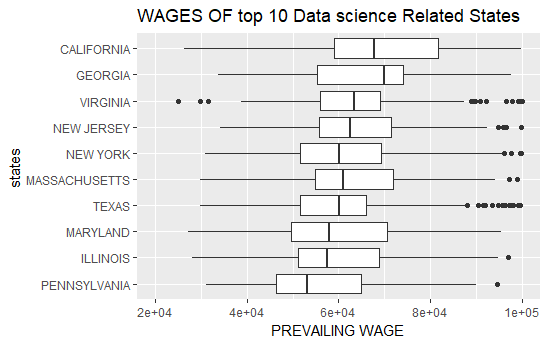 WAGES OF top 10 Data science Related States
CALIFORNIA
GEORGIA
VIRGINIA
NEW JERSEY
NEW YORK
MASSACHUSETTS
TEXAS
MARYLAND
ILLINOIS
PENNSYLVANIA
states
2e+04 4e+04 6e+04 8e+04 1e+05
PREVAILING WAGE